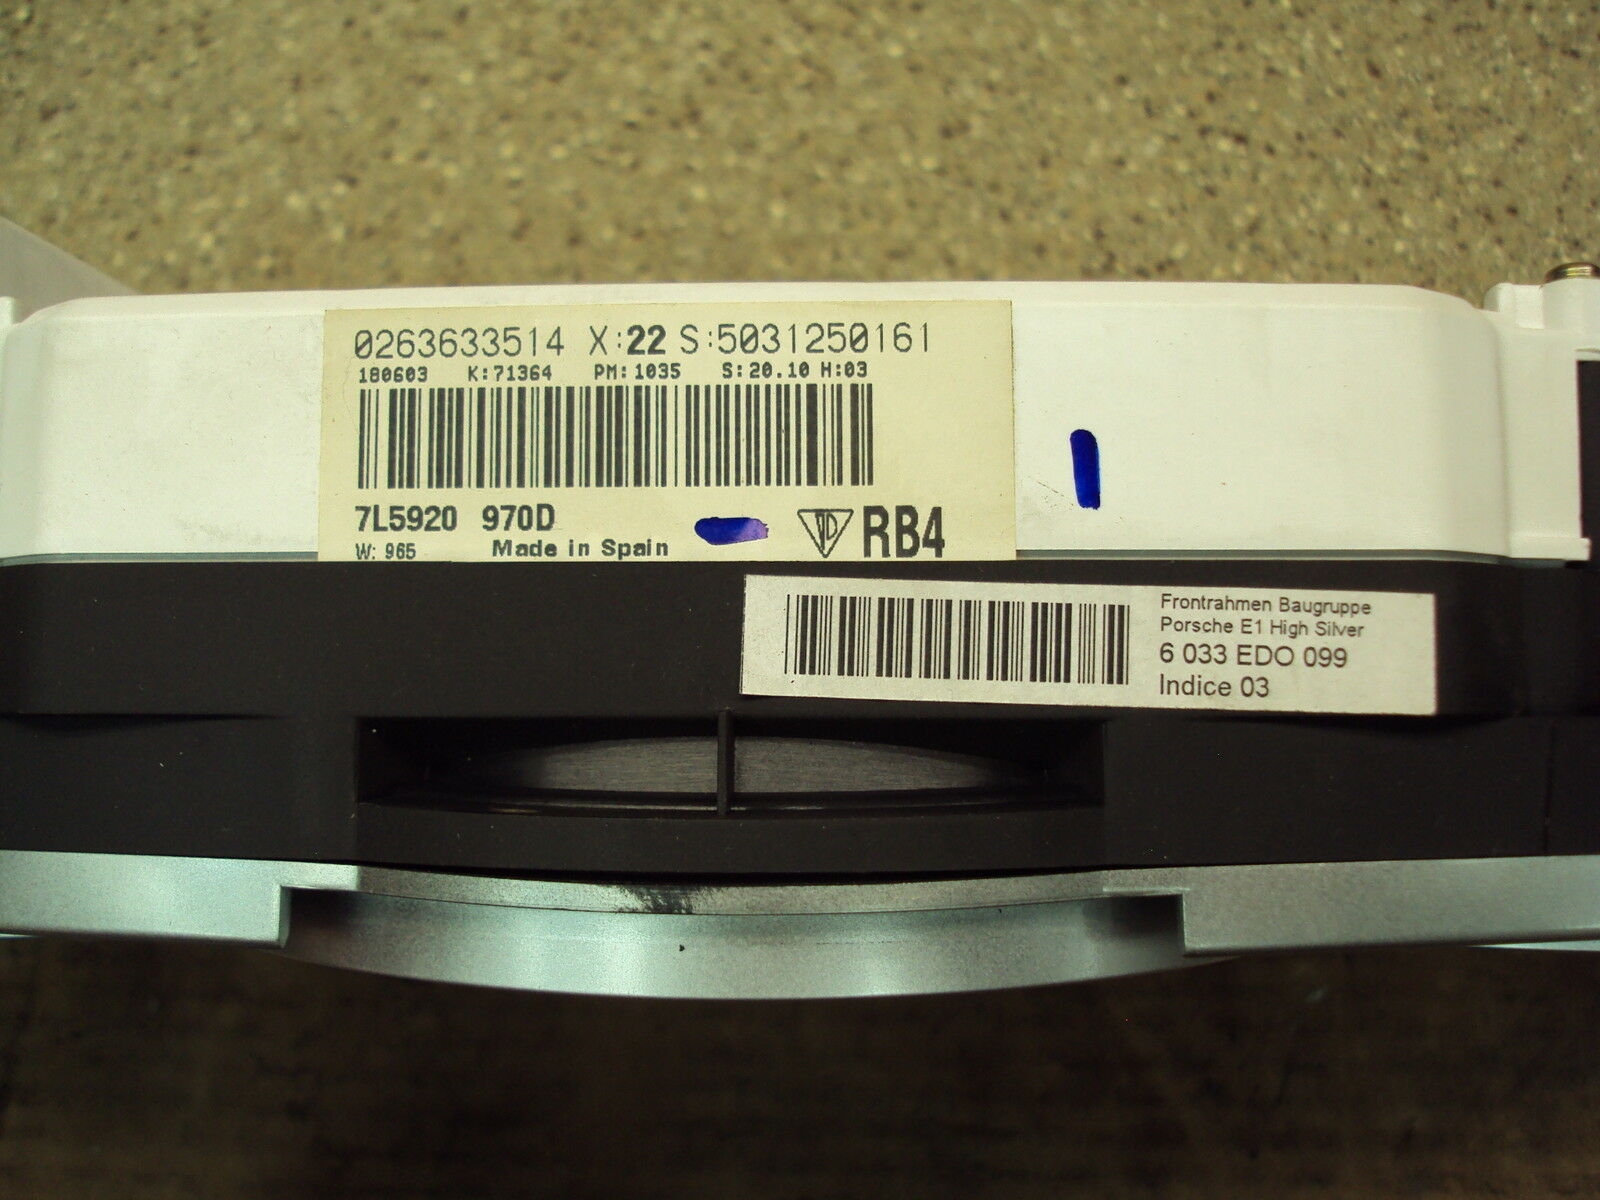 0263633514 X:22 S:5031250161
180603 K:71364 PM:1035 S:20.10 H:03
7L5920 970D
RB4
W: 965 Made in Spain
Frontrahmen Baugruppe
Porsche E1 High Silver
6 033 EDO 099
Indice 03